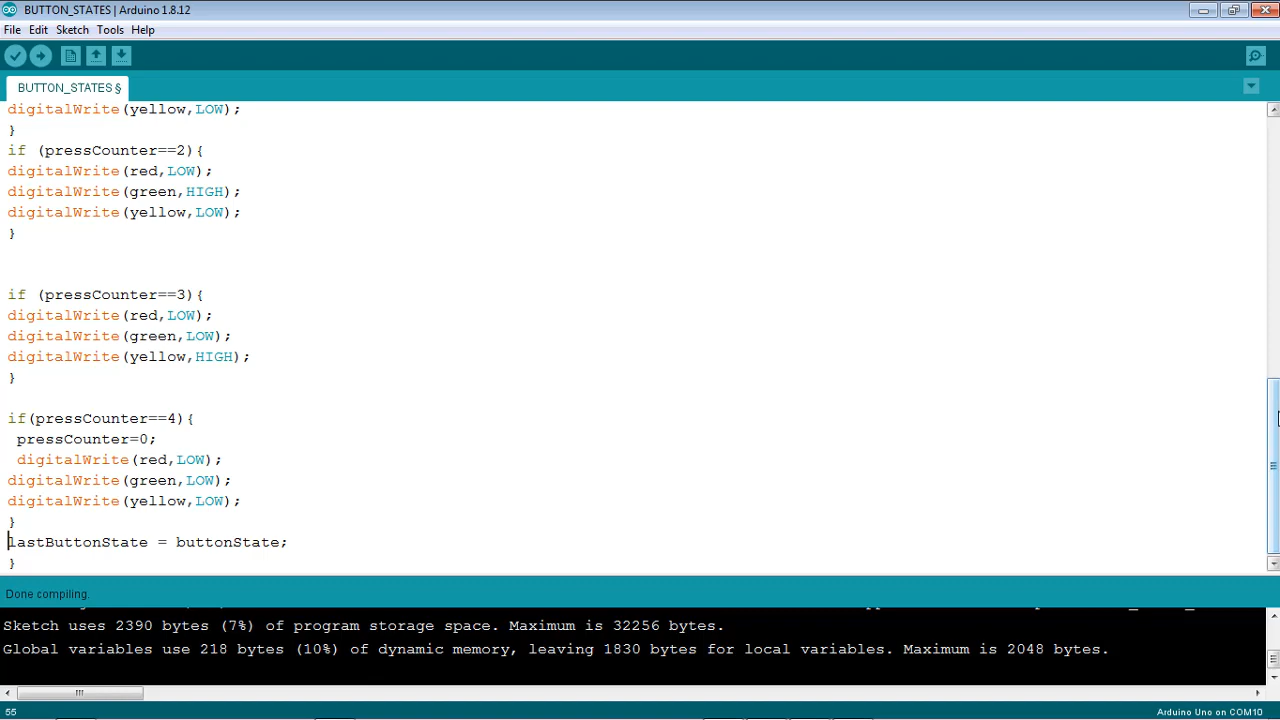 BUTTON_STATES | Arduino 1.8.12
File Edit Sketch Tools Help
BUTTON_STATES §
digitalWrite(yellow,LOW);
}
if (pressCounter==2){
digitalWrite(red,LOW);
digitalWrite(green,HIGH);
digitalWrite(yellow,LOW);
}
if (pressCounter==3){
digitalWrite(red,LOW);
digitalWrite(green,LOW);
digitalWrite(yellow,HIGH);
}
if(pressCounter==4){
pressCounter=0;
digitalWrite(red,LOW);
digitalWrite(green,LOW);
digitalWrite(yellow,LOW);
}
lastButtonState = buttonState;
}
Done compiling.
Sketch uses 2390 bytes (7%) of program storage space. Maximum is 32256 bytes.
Global variables use 218 bytes (10%) of dynamic memory, leaving 1830 bytes for local variables. Maximum is 2048 bytes.
55
Arduino Uno on COM10